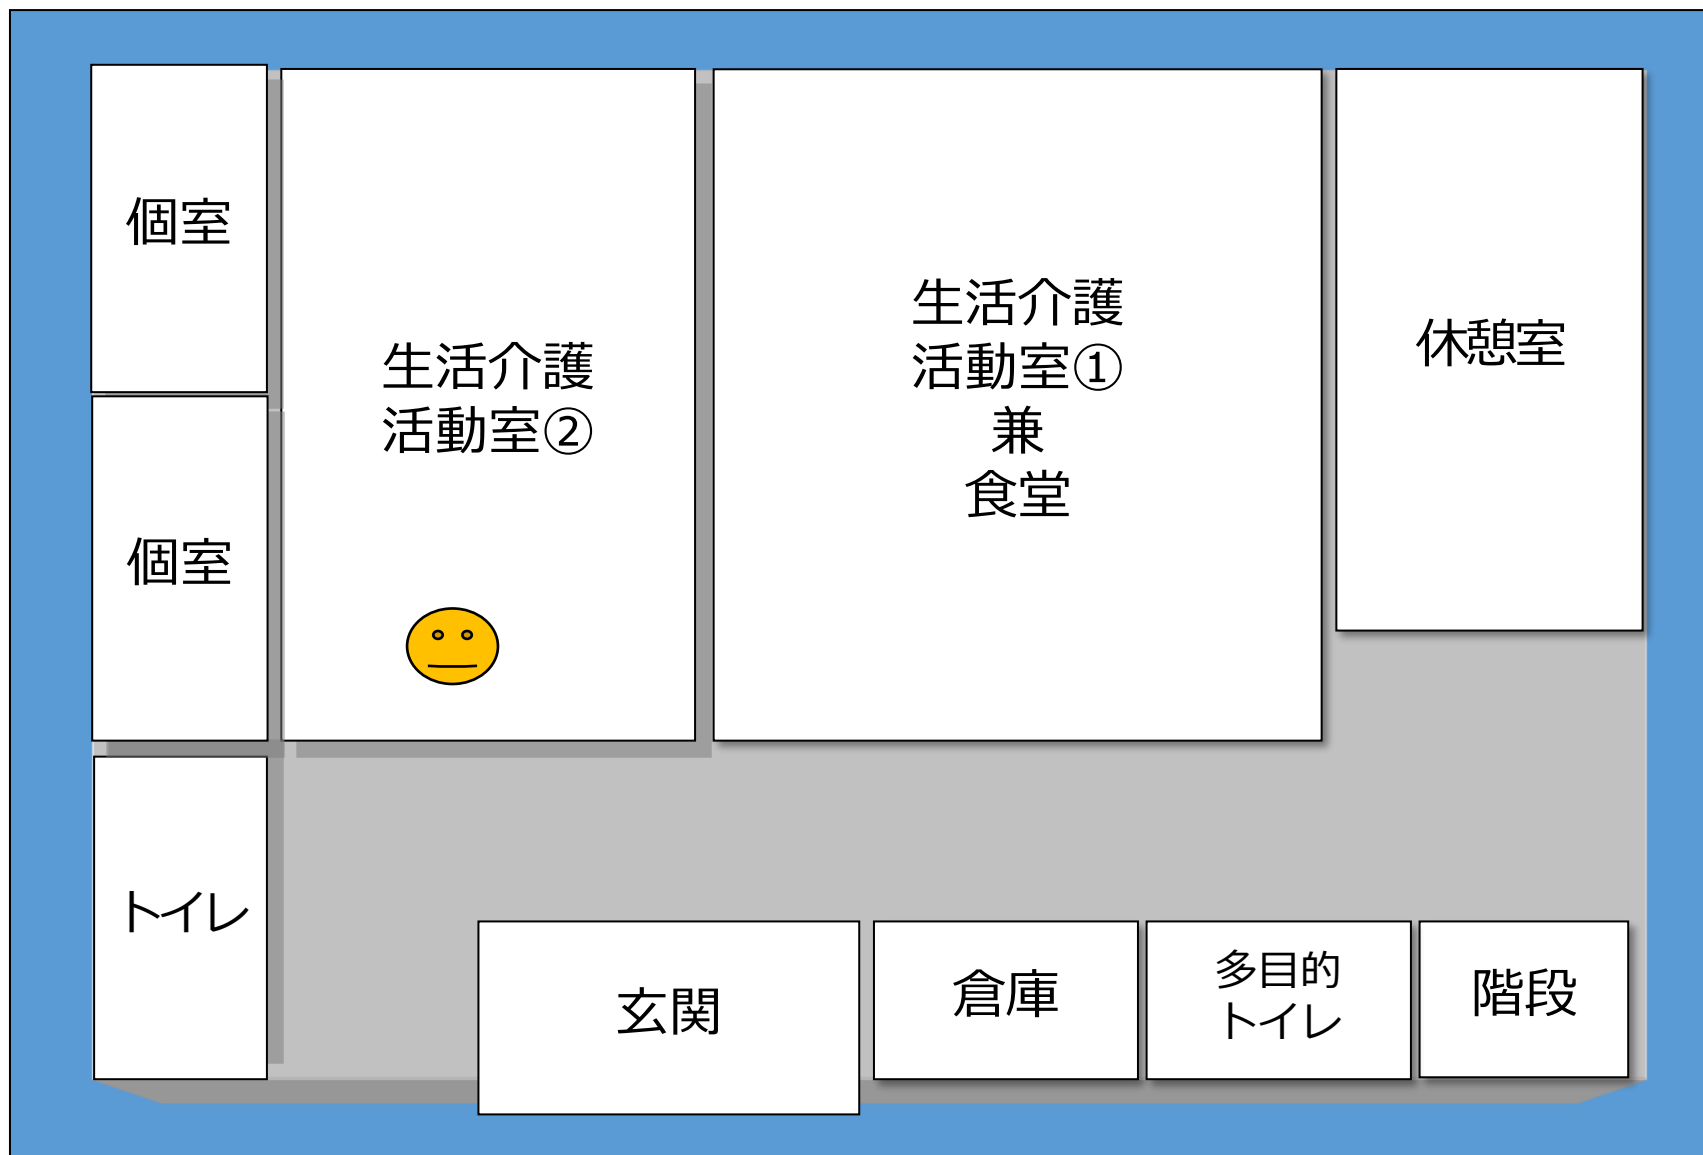 個室
生活介護
活動室②
生活介護
活動室①
兼
食堂
休憩室
個室
トイレ
玄関
倉庫
多目的
トイレ
階段